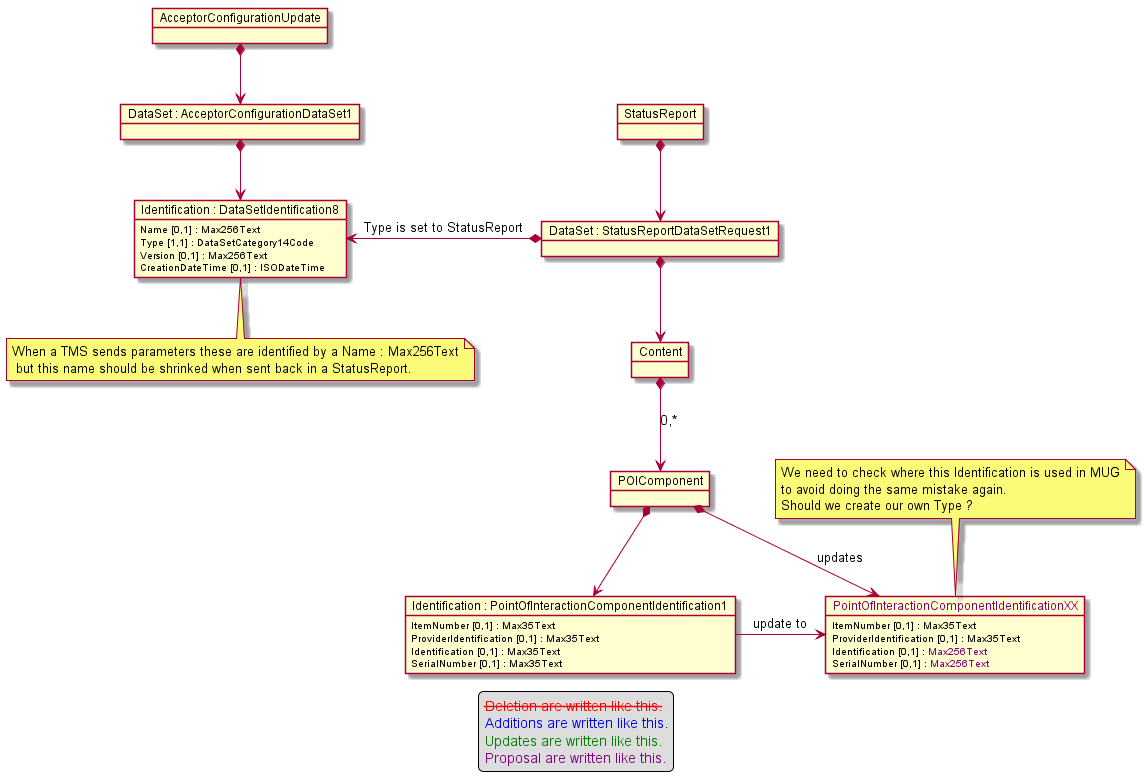 AcceptorConfigurationUpdate
DataSet : AcceptorConfigurationDataSet1
StatusReport
Identification : DataSetIdentification8
Name [0,1] : Max256Text
Type [1,1] : DataSetCategory14Code
Version [0,1] : Max256Text
CreationDateTime [0,1] : ISODateTime
Type is set to StatusReport
DataSet : StatusReportDataSetRequest1
When a TMS sends parameters these are identified by a Name : Max256Text
but this name should be shrinked when sent back in a StatusReport.
Content
0,*
POIComponent
We need to check where this Identification is used in MUG
to avoid doing the same mistake again.
Should we create our own Type ?
updates
Identification : PointOfInteractionComponentIdentification1
ItemNumber [0,1] : Max35Text
ProviderIdentification [0,1] : Max35Text
Identification [0,1] : Max35Text
SerialNumber [0,1] : Max35Text
update to
PointOfInteractionComponentIdentificationXX
ItemNumber [0,1] : Max35Text
ProviderIdentification [0,1] : Max35Text
Identification [0,1] : Max256Text
SerialNumber [0,1] : Max256Text
Deletion are written like this.
Additions are written like this.
Updates are written like this.
Proposal are written like this.